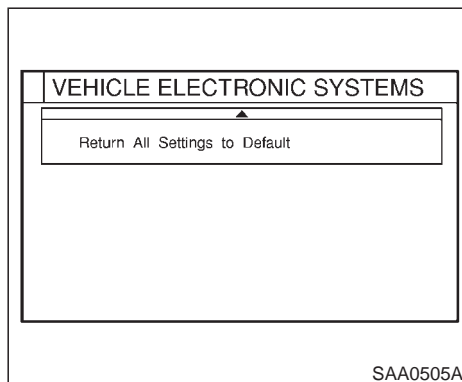 VEHICLE ELECTRONIC SYSTEMS
Return All Settings to Default
SAA0505A